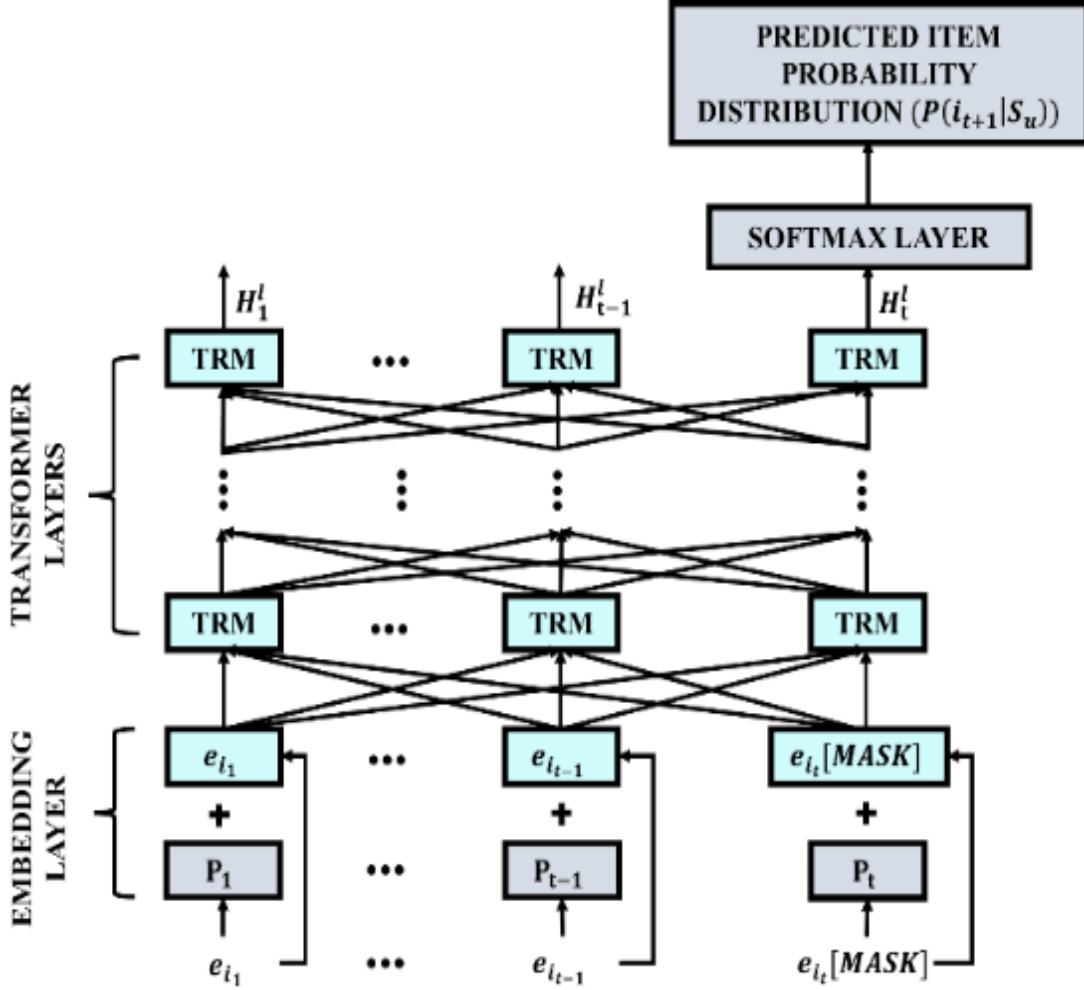 PREDICTED ITEM
PROBABILITY
DISTRIBUTION (P(i_{t+1}|S_u))
SOFTMAX LAYER
H_1^l
H_{t-1}^l
H_t^l
TRM ••• TRM TRM
TRANSFORMER
LAYERS
TRM ••• TRM TRM
EMBEDDING
LAYER
e_{i_1} ••• e_{i_{t-1}} e_{i_t}[MASK]
+ + +
P_1 ••• P_{t-1} P_t
e_{i_1} ••• e_{i_{t-1}} e_{i_t}[MASK]